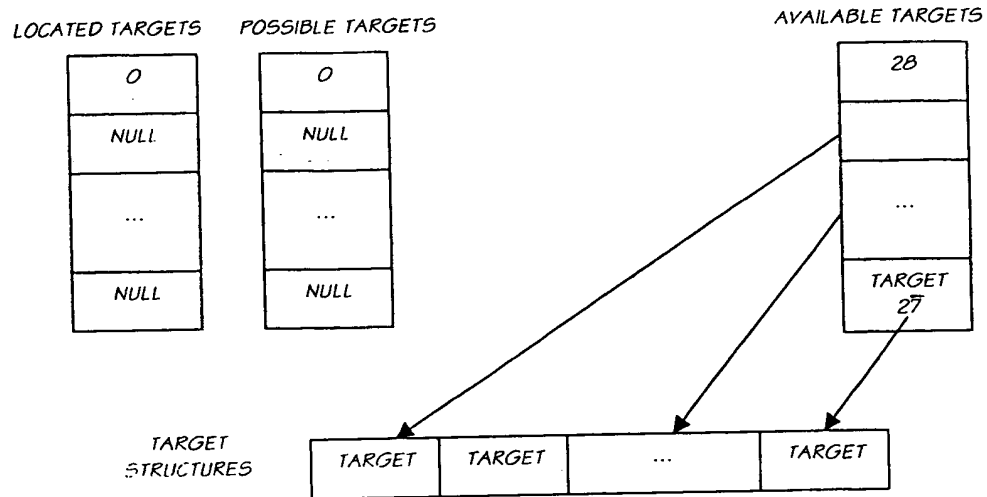 LOCATED TARGETS
0
NULL
...
NULL
POSSIBLE TARGETS
0
NULL
...
NULL
AVAILABLE TARGETS
28
...
TARGET
27
TARGET
STRUCTURES
TARGET
TARGET
...
TARGET